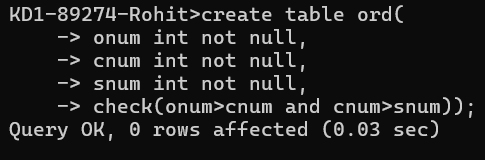 KD1-89274-Rohit>create table ord(
    -> onum int not null,
    -> cnum int not null,
    -> snum int not null,
    -> check(onum>cnum and cnum>snum));
Query OK, 0 rows affected (0.03 sec)